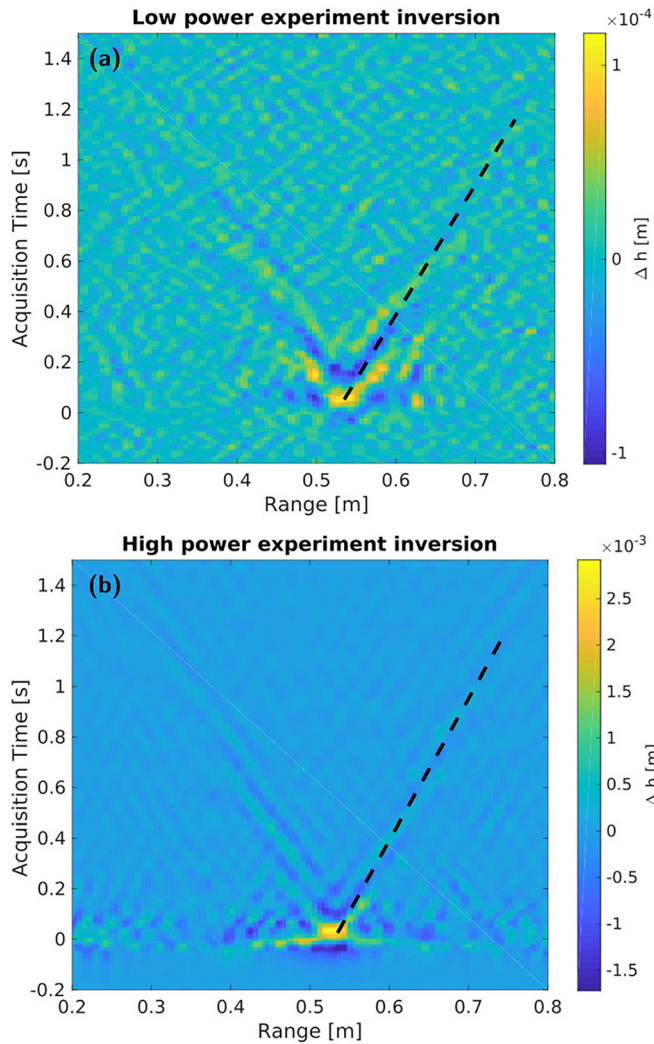 Low power experiment inversion
×10⁻⁴
(a)
1.4
1.2
1
0.8
0.6
0.4
0.2
0
-0.2
Acquisition Time [s]
0.2 0.3 0.4 0.5 0.6 0.7 0.8
Range [m]
1
0
-1
Δ h [m]
High power experiment inversion
×10⁻³
(b)
1.4
1.2
1
0.8
0.6
0.4
0.2
0
-0.2
Acquisition Time [s]
0.2 0.3 0.4 0.5 0.6 0.7 0.8
Range [m]
2.5
2
1.5
1
0.5
0
-0.5
-1
-1.5
Δ h [m]